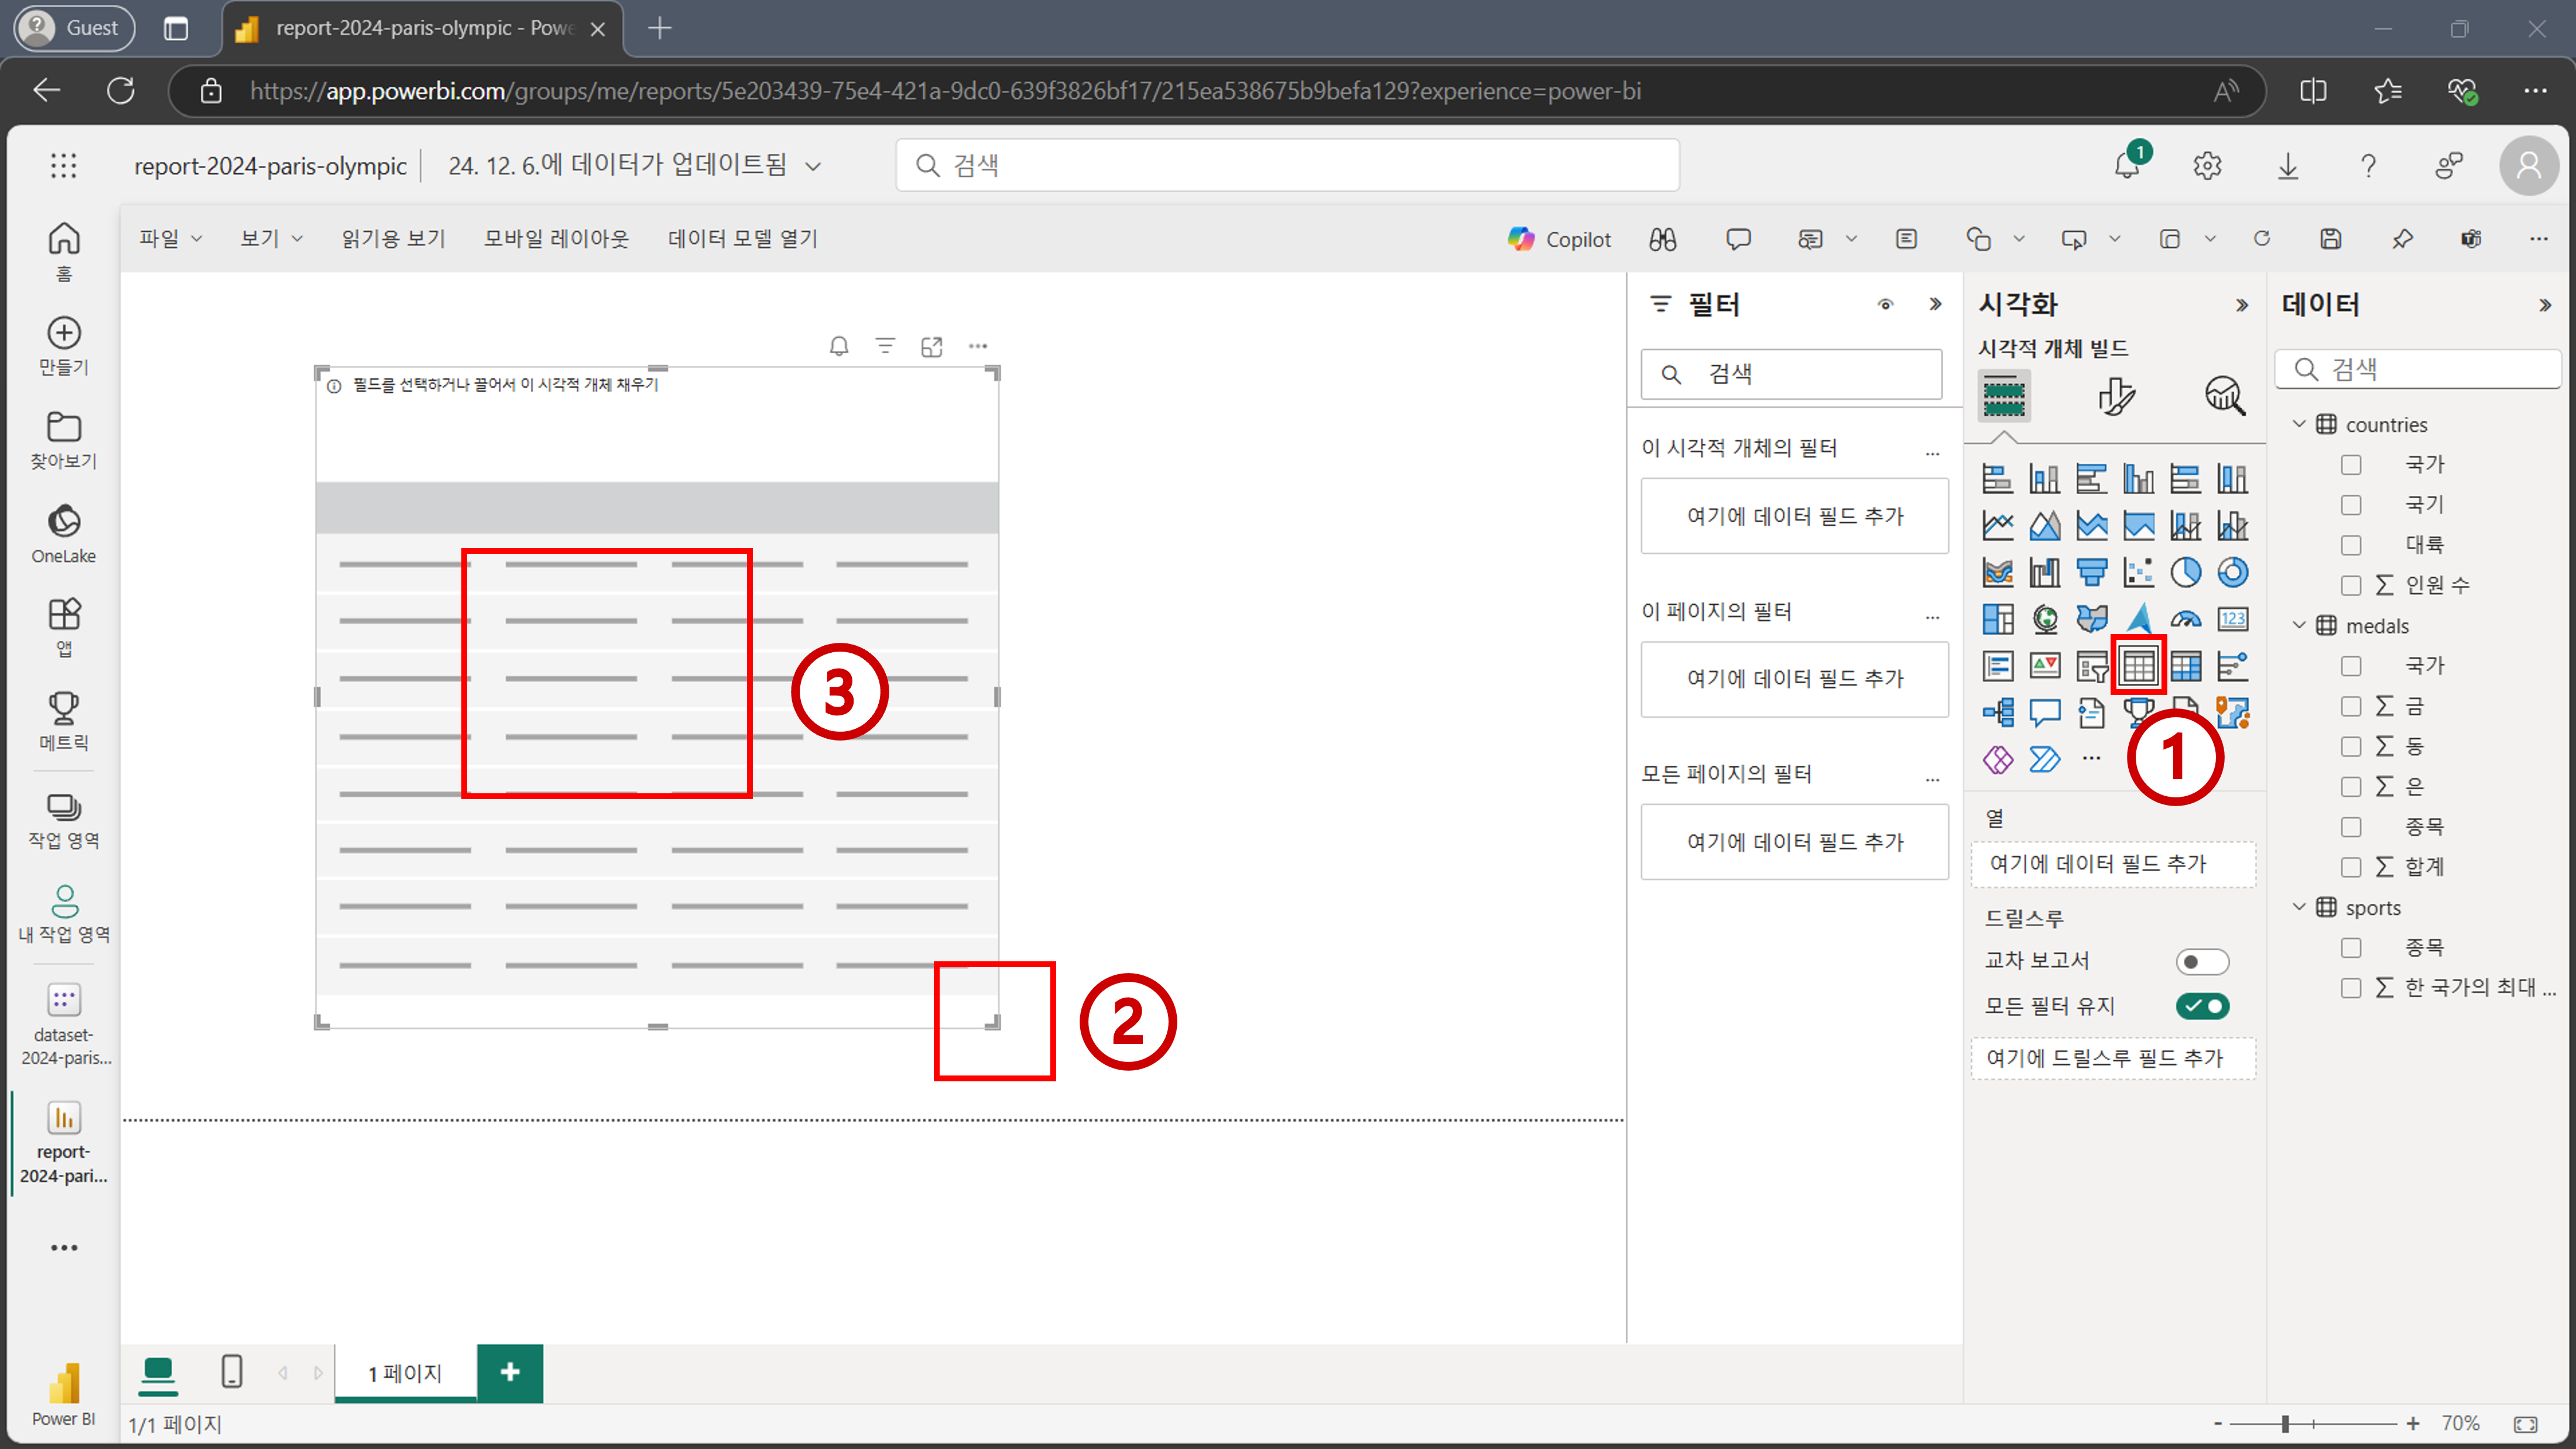 Guest
report-2024-paris-olympic - Powe
https://app.powerbi.com/groups/me/reports/5e203439-75e4-421a-9dc0-639f3826bf17/215ea538675b9befa129?experience=power-bi
report-2024-paris-olympic
24. 12. 6.에 데이터가 업데이트됨
검색
1
홈
만들기
찾아보기
OneLake
앱
메트릭
작업 영역
내 작업 영역
dataset-
2024-paris...
report-
2024-pari...
Power BI
파일
보기
읽기용 보기
모바일 레이아웃
데이터 모델 열기
Copilot
필드를 선택하거나 끌어서 이 시각적 개체 채우기
3
2
필터
검색
이 시각적 개체의 필터
여기에 데이터 필드 추가
이 페이지의 필터
여기에 데이터 필드 추가
모든 페이지의 필터
여기에 데이터 필드 추가
시각화
시각적 개체 빌드
123
1
열
여기에 데이터 필드 추가
드릴스루
교차 보고서
모든 필터 유지
여기에 드릴스루 필드 추가
데이터
검색
countries
국가
국기
대륙
∑ 인원 수
medals
국가
∑ 금
∑ 동
∑ 은
종목
∑ 합계
sports
종목
∑ 한 국가의 최대 ...
1 페이지
1/1 페이지
- + 70%